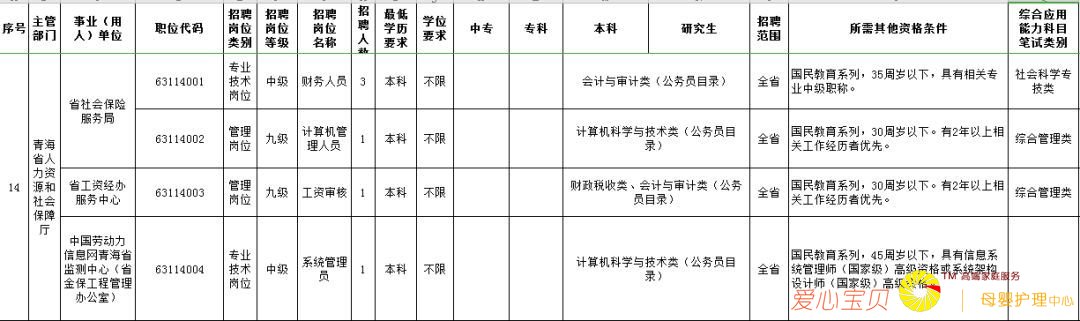 序号
主管
部门
事业（用
人）单位
职位代码
招聘
岗位
类别
招聘
岗位
等级
招聘
岗位
名称
招聘
人数
最低
学历
要求
学位
要求
中专
专科
本科
研究生
招聘
范围
所需其他资格条件
综合应用
能力科目
笔试类别
14
青海
省人
力资
源和
社会
保障
厅
省社会保险
服务局
63114001
专业
技术
岗位
中级
财务人员
3
本科
不限
会计与审计类（公务员目录）
全省
国民教育系列，35周岁以下，具有相关专
业中级职称。
社会科学专
技类
63114002
管理
岗位
九级
计算机管
理人员
1
本科
不限
计算机科学与技术类（公务员目
录）
全省
国民教育系列，30周岁以下。有2年以上相
关工作经历者优先。
综合管理类
省工资经办
服务中心
63114003
管理
岗位
九级
工资审核
1
本科
不限
财政税收类、会计与审计类（公务
员目录）
全省
国民教育系列，30周岁以下。有2年以上相
关工作经历者优先。
综合管理类
中国劳动力
信息网青海省
监测中心（省
金保工程管理
办公室）
63114004
专业
技术
岗位
中级
系统管理
员
1
本科
不限
计算机科学与技术类（公务员目
录）
全省
国民教育系列，45周岁以下，具有信息系
统管理师（国家级）高级资格或系统架构
设计师（国家级）高级资格。
爱心宝贝
TM 高端家庭服务
母婴护理中心